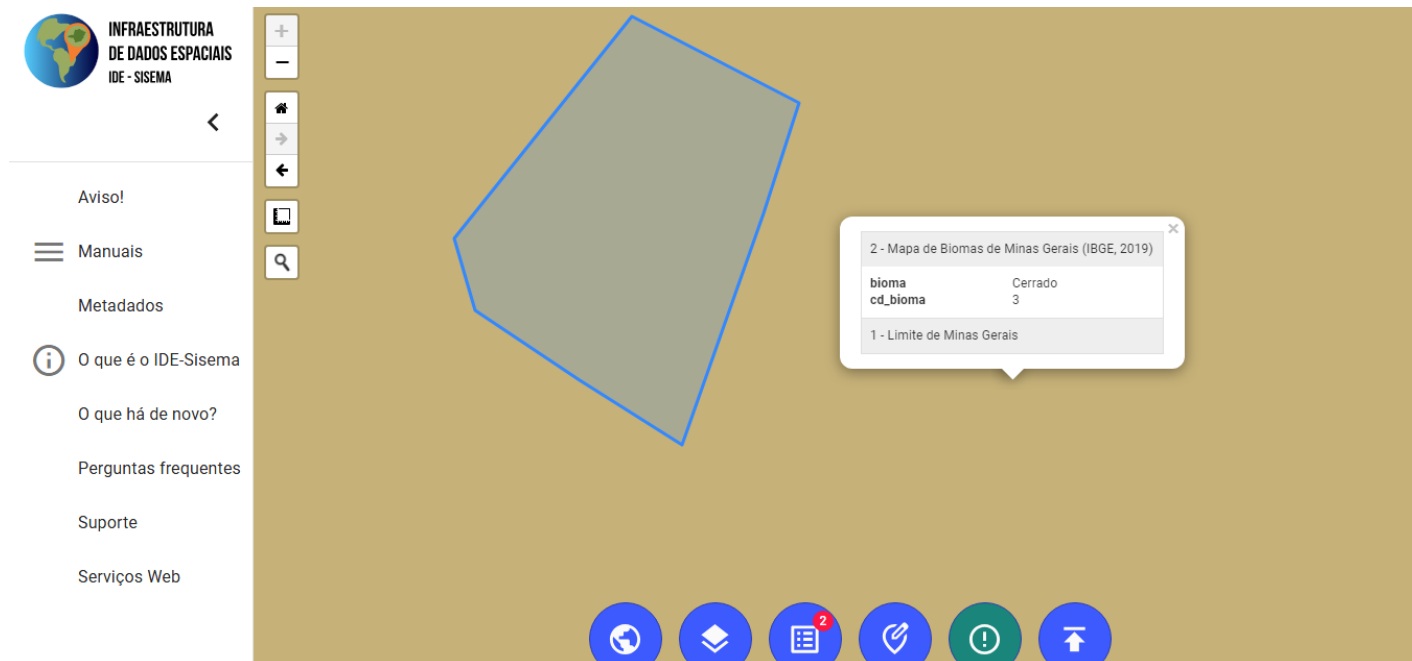 INFRAESTRUTURA
DE DADOS ESPACIAIS
IDE - SISEMA
Aviso!
Manuais
Metadados
O que é o IDE-Sisema
O que há de novo?
Perguntas frequentes
Suporte
Serviços Web
+
−
×
2 - Mapa de Biomas de Minas Gerais (IBGE, 2019)
bioma Cerrado
cd_bioma 3
1 - Limite de Minas Gerais
2